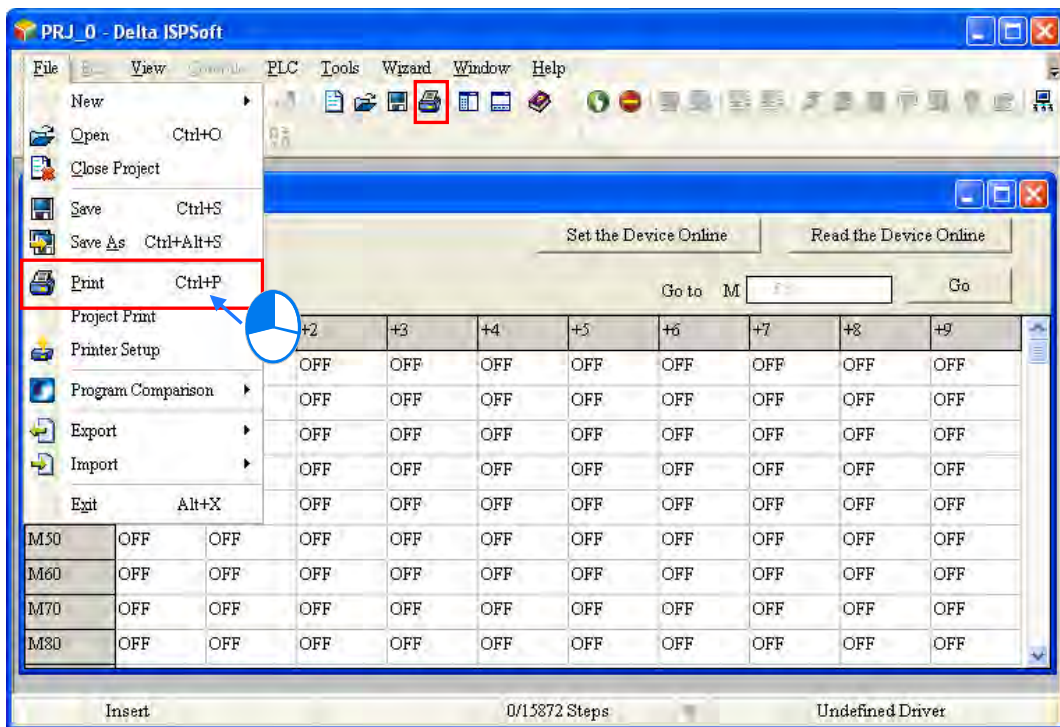 PRJ_0 - Delta ISPSoft
File View PLC Tools Wizard Window Help
New
Open Ctrl+O
Close Project
Save Ctrl+S
Save As Ctrl+Alt+S
Print Ctrl+P
Project Print
Printer Setup
Program Comparison
Export
Import
Exit Alt+X
Set the Device Online Read the Device Online
Go to M Go
+2 +3 +4 +5 +6 +7 +8 +9
OFF OFF OFF OFF OFF OFF OFF OFF
OFF OFF OFF OFF OFF OFF OFF OFF
OFF OFF OFF OFF OFF OFF OFF OFF
OFF OFF OFF OFF OFF OFF OFF OFF
OFF OFF OFF OFF OFF OFF OFF OFF
M50 OFF OFF OFF OFF OFF OFF OFF OFF OFF OFF
M60 OFF OFF OFF OFF OFF OFF OFF OFF OFF OFF
M70 OFF OFF OFF OFF OFF OFF OFF OFF OFF OFF
M80 OFF OFF OFF OFF OFF OFF OFF OFF OFF OFF
Insert 0/15872 Steps Undefined Driver